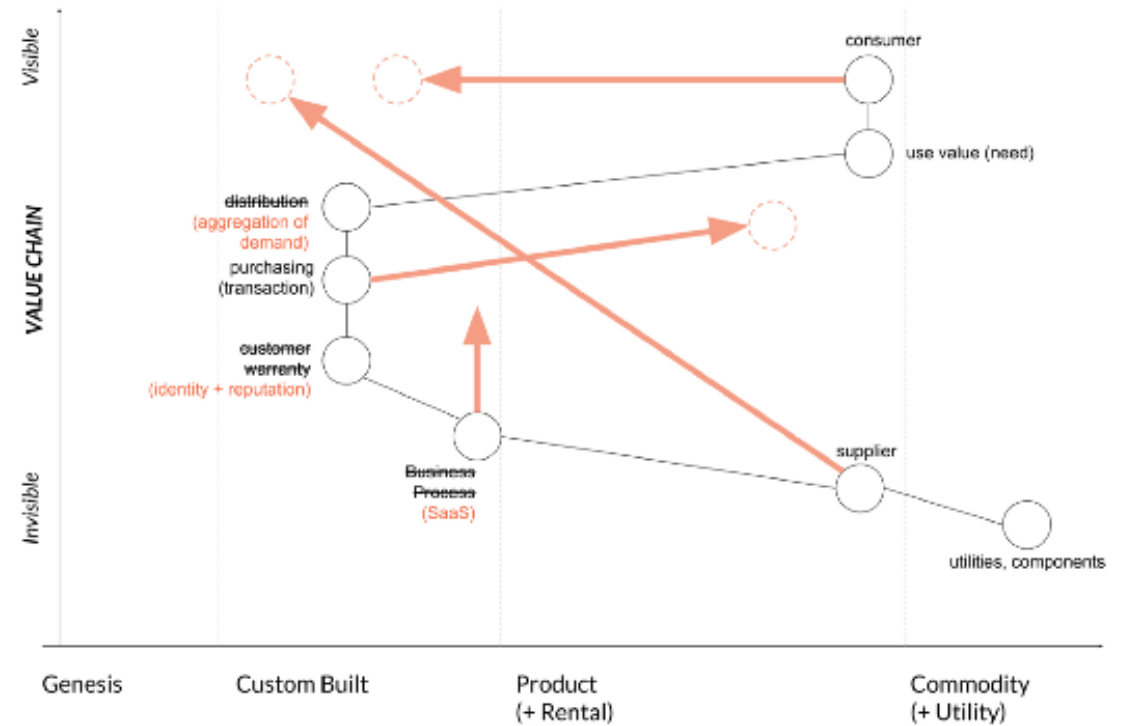 Visible
consumer
use value (need)
distribution
(aggregation of
demand)
purchasing
(transaction)
VALUE CHAIN
customer
warranty
(identity + reputation)
supplier
Business
Process
(SaaS)
Invisible
utilities, components
Genesis
Custom Built
Product
(+ Rental)
Commodity
(+ Utility)